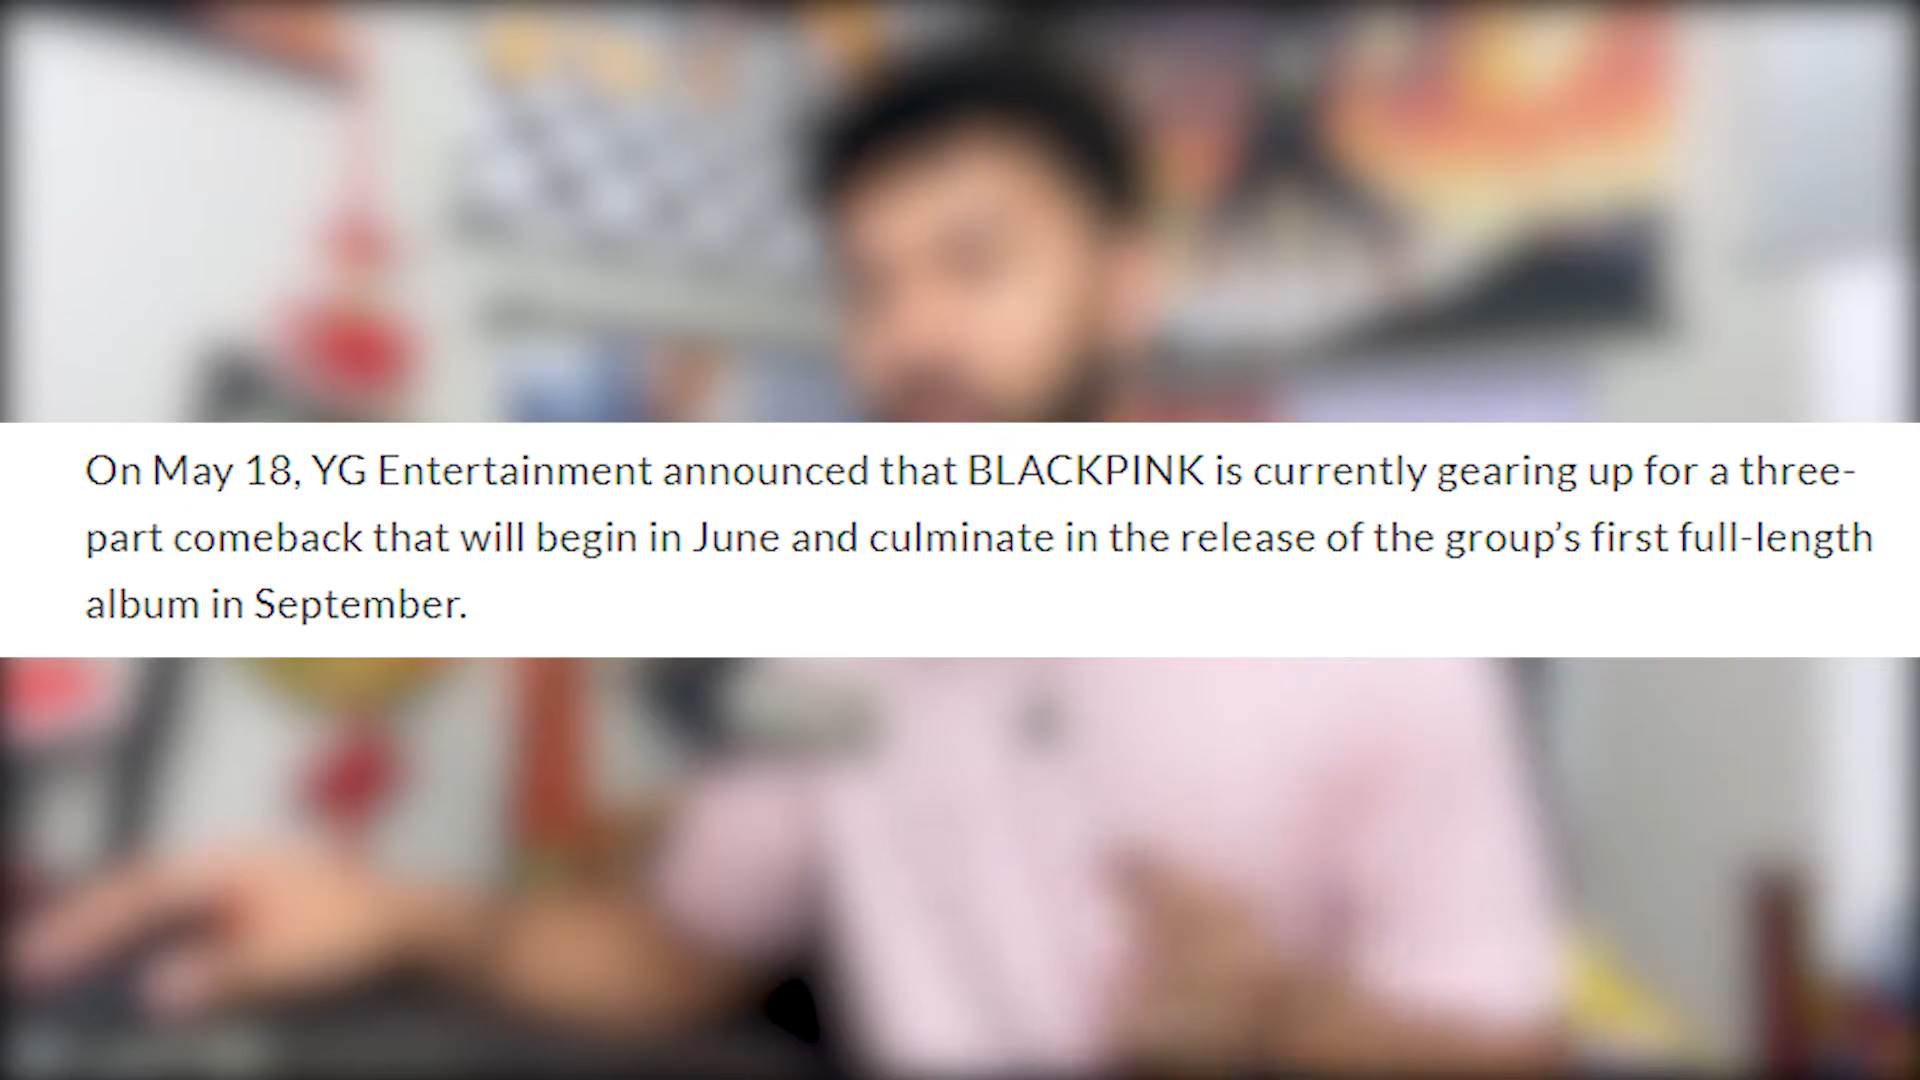 On May 18, YG Entertainment announced that BLACKPINK is currently gearing up for a three-
part comeback that will begin in June and culminate in the release of the group’s first full-length
album in September.